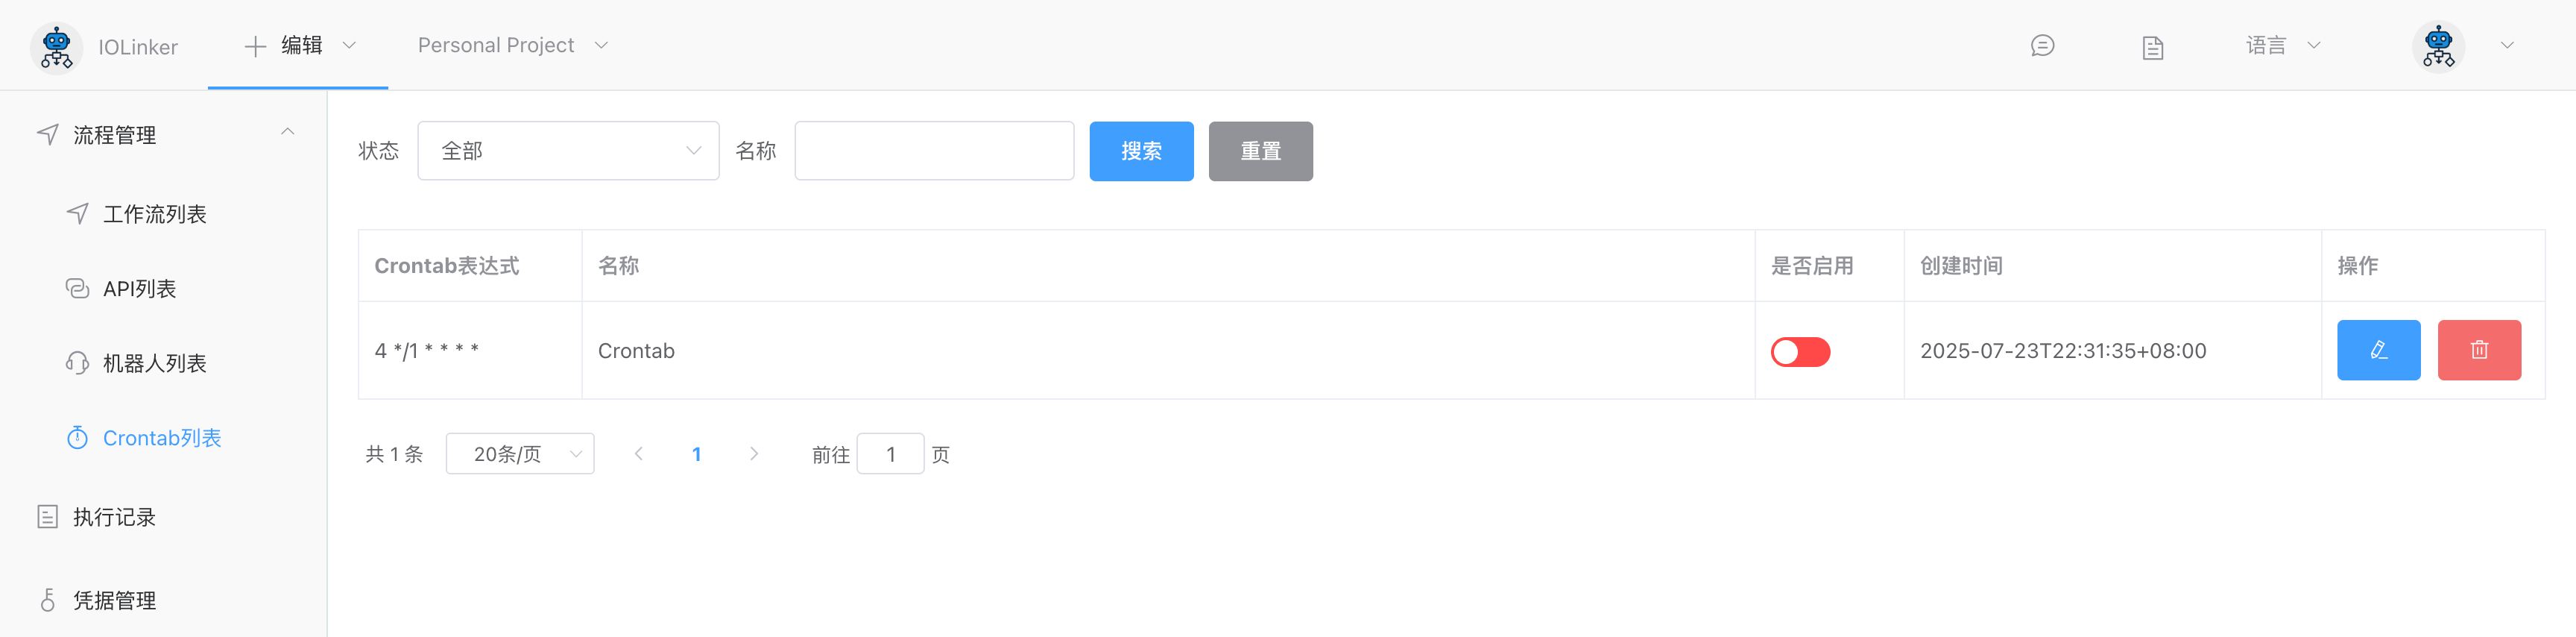 IOLinker 编辑 Personal Project 语言
流程管理
工作流列表
API列表
机器人列表
Crontab列表
执行记录
凭据管理
状态 全部 名称 搜索 重置
Crontab表达式 名称 是否启用 创建时间 操作
4 */1 * * * * Crontab 2025-07-23T22:31:35+08:00
共 1 条 20条/页 1 前往 1 页